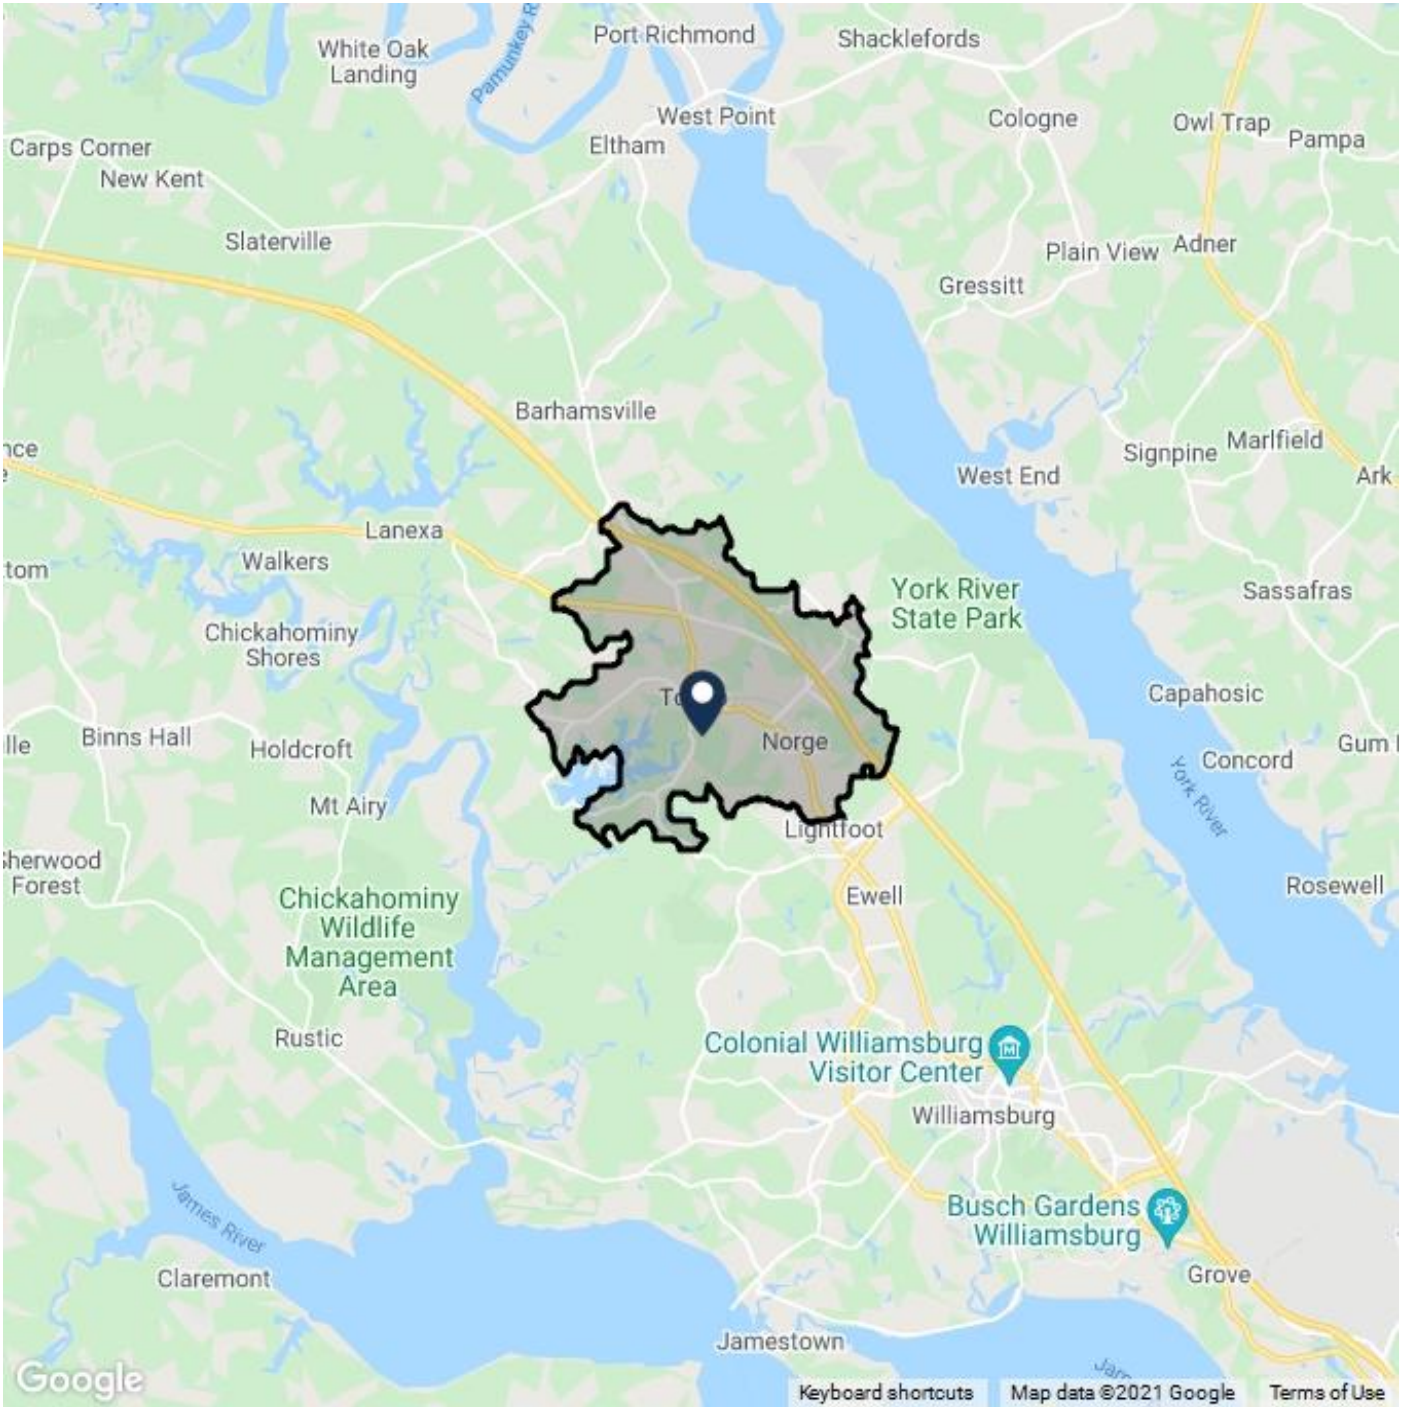 Port Richmond
Shacklefords
White Oak
Landing
Pamunkey R
West Point
Cologne
Owl Trap
Pampa
Eltham
Carps Corner
New Kent
Slaterville
Plain View
Adner
Gressitt
Barhamsville
Marlfield
Signpine
West End
Ark
Lanexa
Walkers
York River
State Park
Sassafras
Chickahominy
Shores
Capahosic
Binns Hall
Holdcroft
Norge
Concord
Gum
York River
Mt Airy
Lightfoot
Sherwood
Forest
Rosewell
Ewell
Chickahominy
Wildlife
Management
Area
Rustic
Colonial Williamsburg
Visitor Center
Williamsburg
James River
Busch Gardens
Williamsburg
Claremont
Grove
Jamestown
Google
Keyboard shortcuts
Map data ©2021 Google
Terms of Use